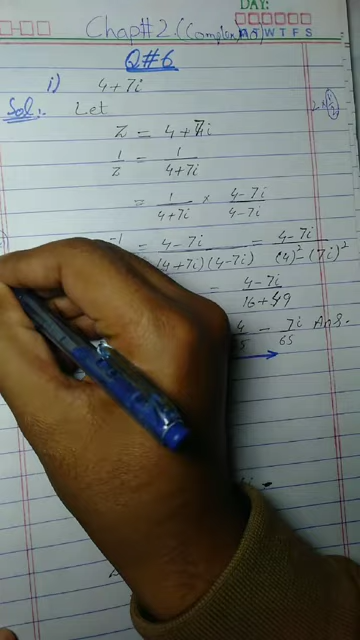 DAY:
Chap# 2. (Complex no)
M T W T F S
Q#6
i) 4+7i
Sol:. Let
z = 4+7i
1/z = 1/(4+7i)
= 1/(4+7i) × (4-7i)/(4-7i)
= (4-7i)/((4+7i)(4-7i)) = (4-7i)/((4)²-(7i)²)
= (4-7i)/(16+49)
- 7i/65 Ans.